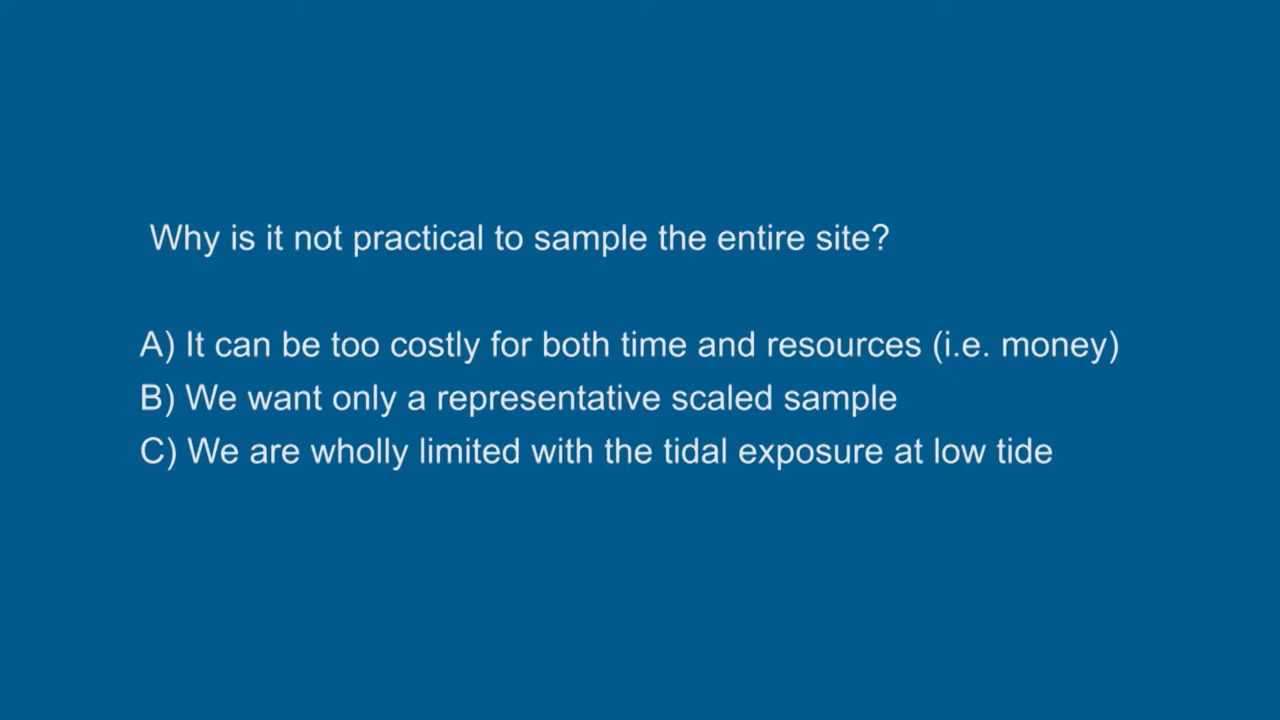 Why is it not practical to sample the entire site?
A) It can be too costly for both time and resources (i.e. money)
B) We want only a representative scaled sample
C) We are wholly limited with the tidal exposure at low tide